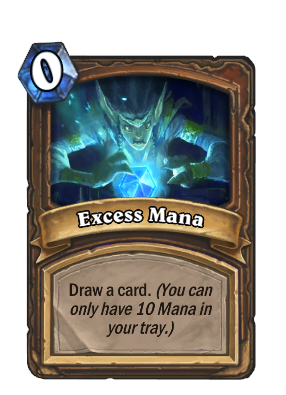 0
Excess Mana
Draw a card. (You can
only have 10 Mana in
your tray.)